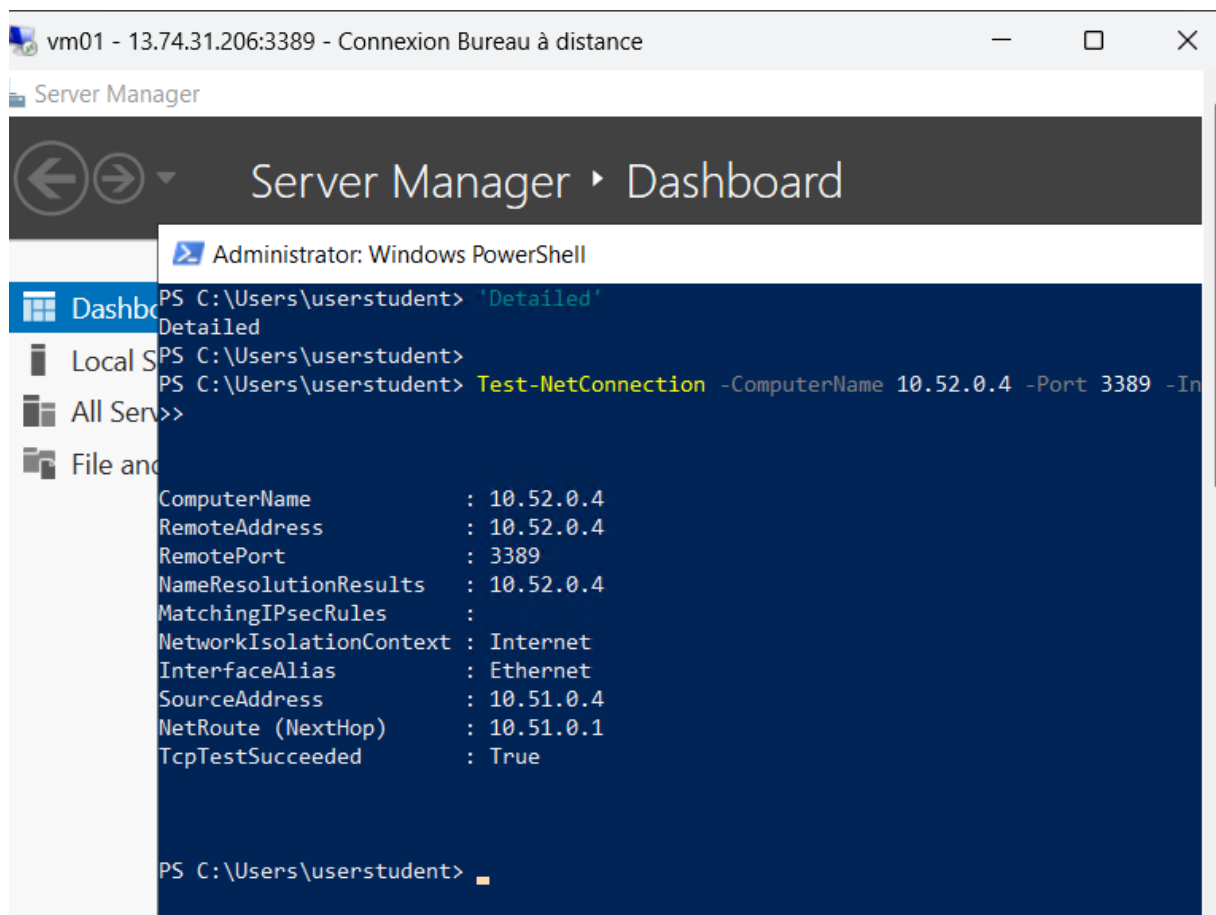 vm01 - 13.74.31.206:3389 - Connexion Bureau à distance
Server Manager
Server Manager ‣ Dashboard
Administrator: Windows PowerShell
Dashbo
Local S
All Serv
File and
PS C:\Users\userstudent> 'Detailed'
Detailed
PS C:\Users\userstudent>
PS C:\Users\userstudent> Test-NetConnection -ComputerName 10.52.0.4 -Port 3389 -In
>>
ComputerName : 10.52.0.4
RemoteAddress : 10.52.0.4
RemotePort : 3389
NameResolutionResults : 10.52.0.4
MatchingIPsecRules :
NetworkIsolationContext : Internet
InterfaceAlias : Ethernet
SourceAddress : 10.51.0.4
NetRoute (NextHop) : 10.51.0.1
TcpTestSucceeded : True
PS C:\Users\userstudent>